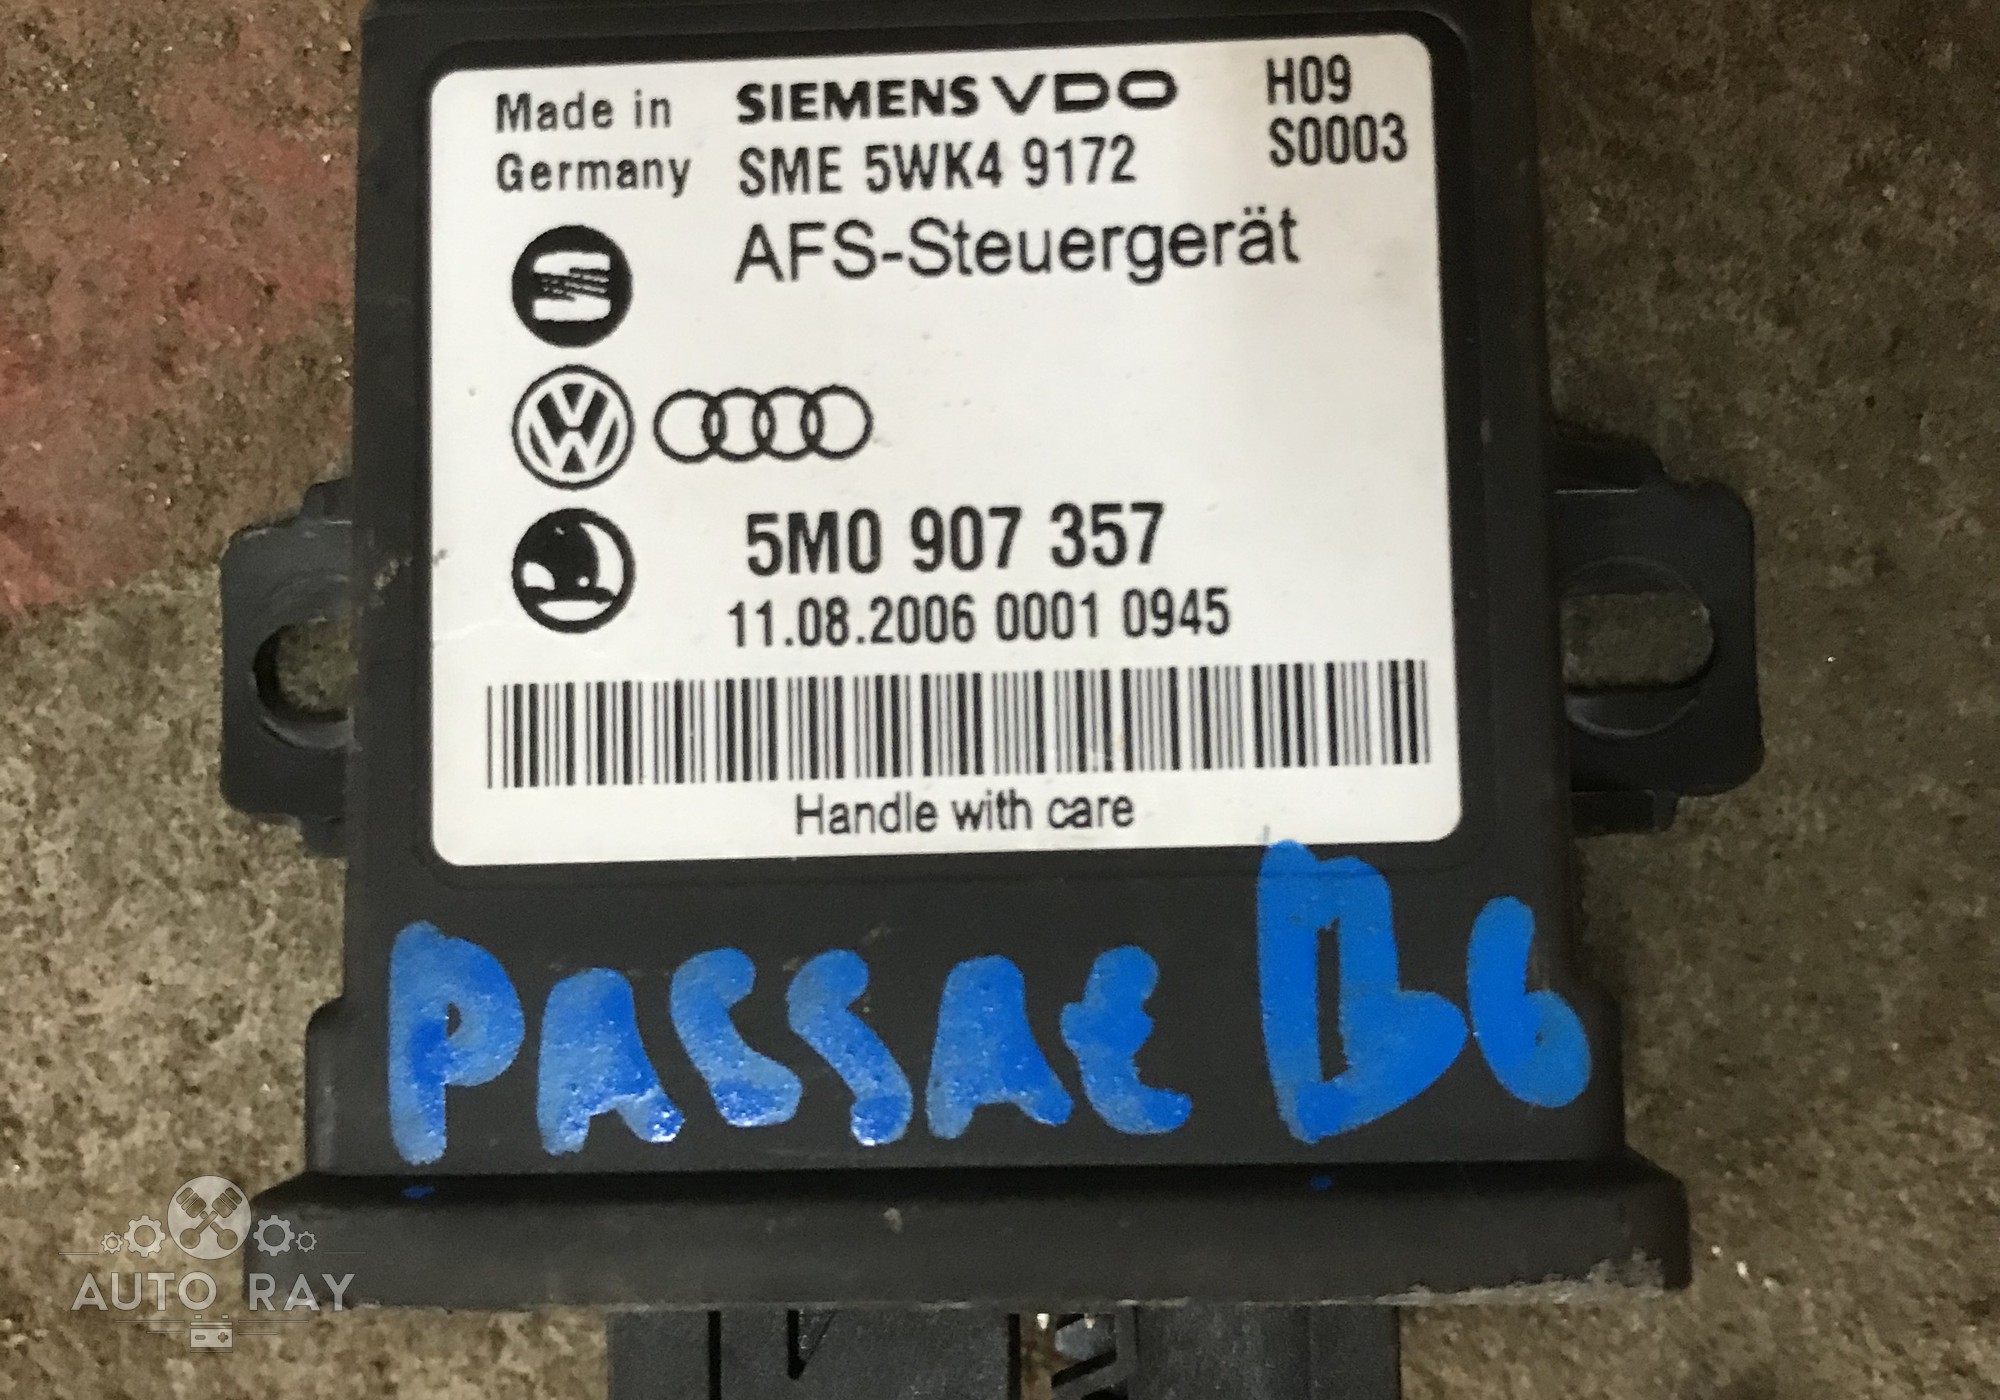 Made in
Germany
SIEMENS VDO
SME 5WK4 9172
H09
S0003
AFS-Steuergerät
5M0 907 357
11.08.2006 0001 0945
Handle with care
PASSAt B6
AUTO RAY